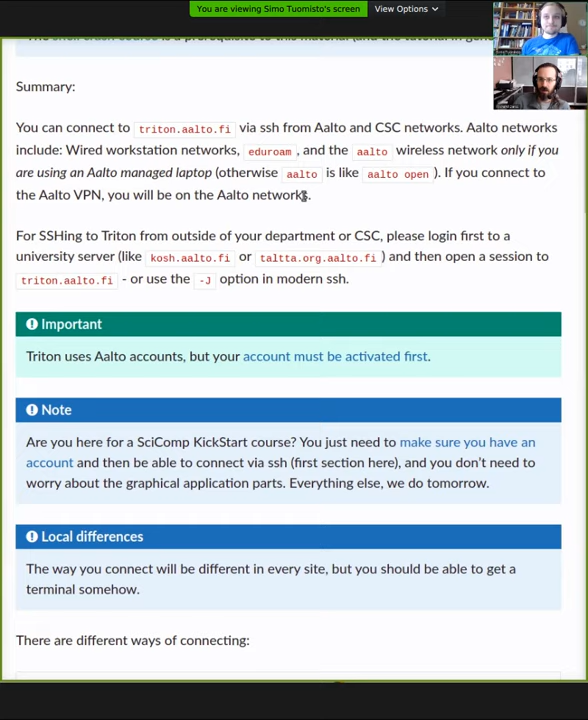 You are viewing Simo Tuomisto's screen View Options
Summary:
You can connect to triton.aalto.fi via ssh from Aalto and CSC networks. Aalto networks
include: Wired workstation networks, eduroam, and the aalto wireless network only if you
are using an Aalto managed laptop (otherwise aalto is like aalto open ). If you connect to
the Aalto VPN, you will be on the Aalto networks.
For SSHing to Triton from outside of your department or CSC, please login first to a
university server (like kosh.aalto.fi or taltta.org.aalto.fi ) and then open a session to
triton.aalto.fi - or use the -J option in modern ssh.
Important
Triton uses Aalto accounts, but your account must be activated first.
Note
Are you here for a SciComp KickStart course? You just need to make sure you have an
account and then be able to connect via ssh (first section here), and you don't need to
worry about the graphical application parts. Everything else, we do tomorrow.
Local differences
The way you connect will be different in every site, but you should be able to get a
terminal somehow.
There are different ways of connecting: